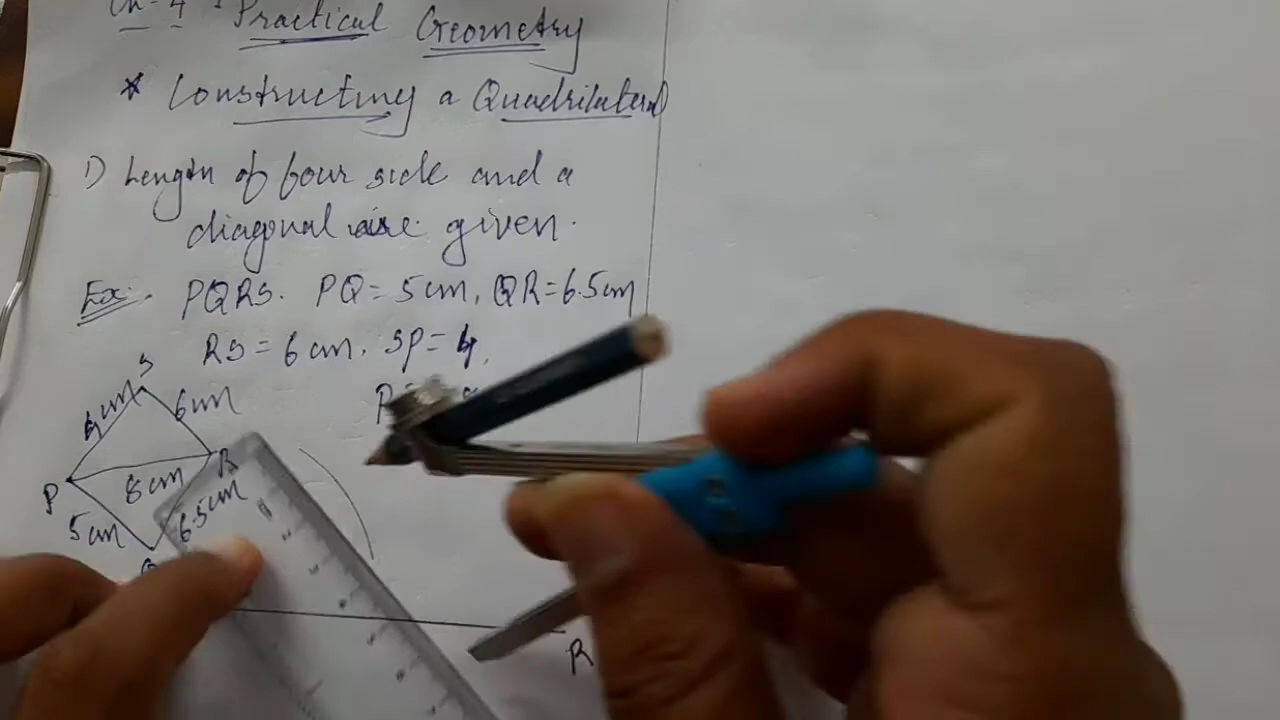 Ch-4: Practical Geometry
* Constructing a Quadrilateral
1) Length of four side and a
diagonal are given.
Ex:. PQRS. PQ = 5cm, QR = 6.5cm
RS = 6cm. SP = 4,
S
4cm
6cm
P
8cm
R
5cm
6.5cm
Q
R